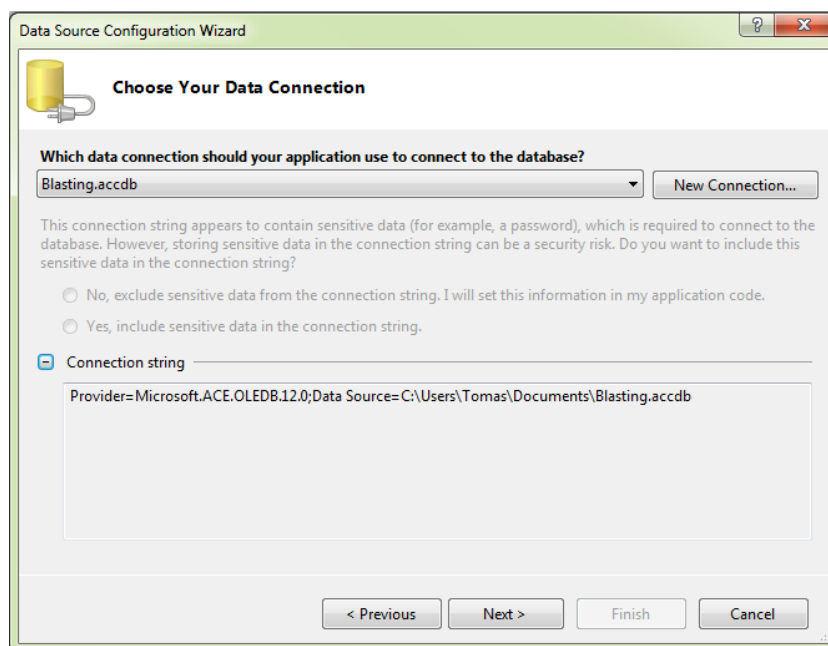 Data Source Configuration Wizard
Choose Your Data Connection
Which data connection should your application use to connect to the database?
Blasting.accdb
New Connection...
This connection string appears to contain sensitive data (for example, a password), which is required to connect to the
database. However, storing sensitive data in the connection string can be a security risk. Do you want to include this
sensitive data in the connection string?
No, exclude sensitive data from the connection string. I will set this information in my application code.
Yes, include sensitive data in the connection string.
Connection string
Provider=Microsoft.ACE.OLEDB.12.0;Data Source=C:\Users\Tomas\Documents\Blasting.accdb
< Previous
Next >
Finish
Cancel